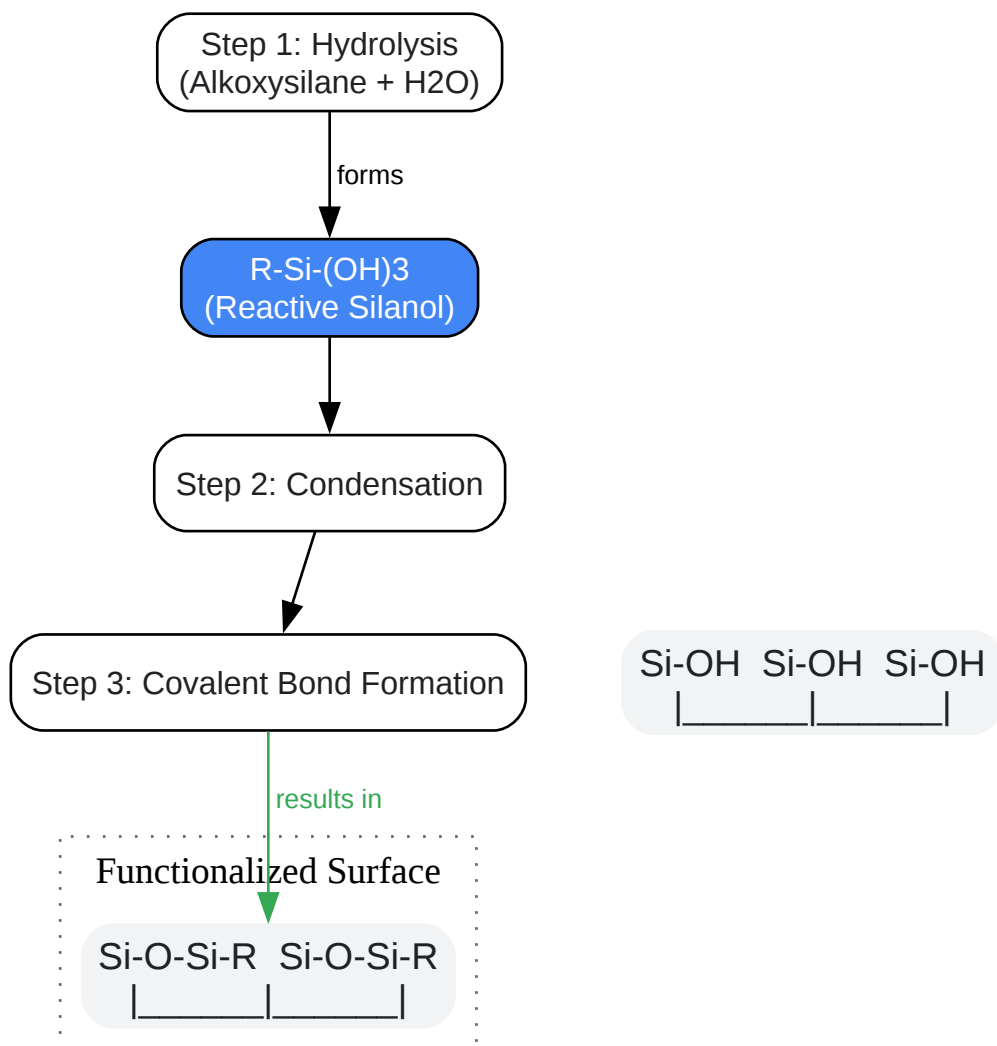 Step 1: Hydrolysis
(Alkoxysilane + H2O)
forms
R-Si-(OH)3
(Reactive Silanol)
Step 2: Condensation
Step 3: Covalent Bond Formation
Si-OH  Si-OH  Si-OH
|______|______|
results in
Functionalized Surface
Si-O-Si-R  Si-O-Si-R
|______|______|